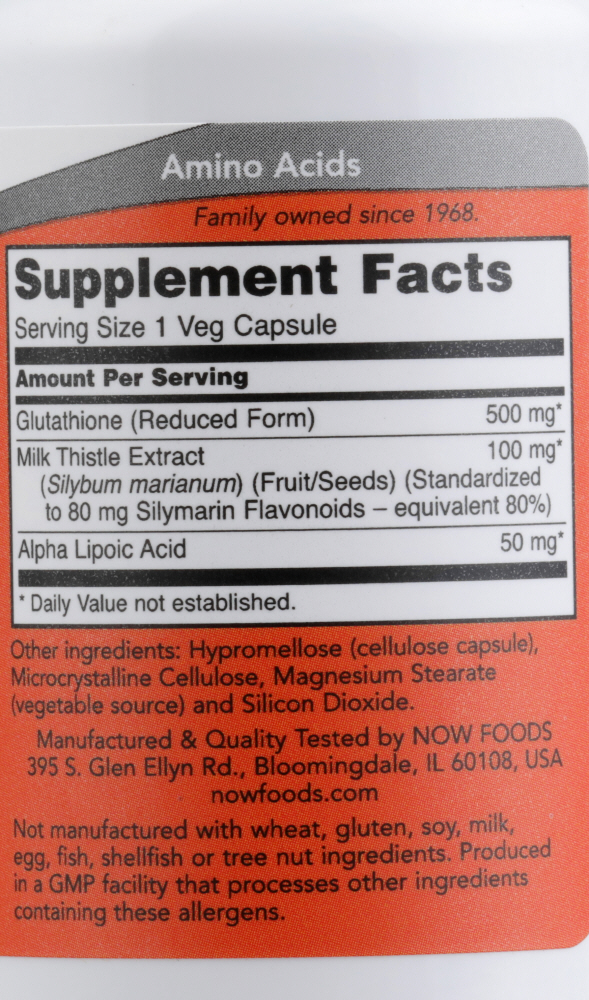 Amino Acids
Family owned since 1968.
Supplement Facts
Serving Size 1 Veg Capsule
Amount Per Serving
Glutathione (Reduced Form) 500 mg*
Milk Thistle Extract 100 mg*
(Silybum marianum) (Fruit/Seeds) (Standardized
to 80 mg Silymarin Flavonoids – equivalent 80%)
Alpha Lipoic Acid 50 mg*
* Daily Value not established.
Other ingredients: Hypromellose (cellulose capsule),
Microcrystalline Cellulose, Magnesium Stearate
(vegetable source) and Silicon Dioxide.
Manufactured & Quality Tested by NOW FOODS
395 S. Glen Ellyn Rd., Bloomingdale, IL 60108, USA
nowfoods.com
Not manufactured with wheat, gluten, soy, milk,
egg, fish, shellfish or tree nut ingredients. Produced
in a GMP facility that processes other ingredients
containing these allergens.